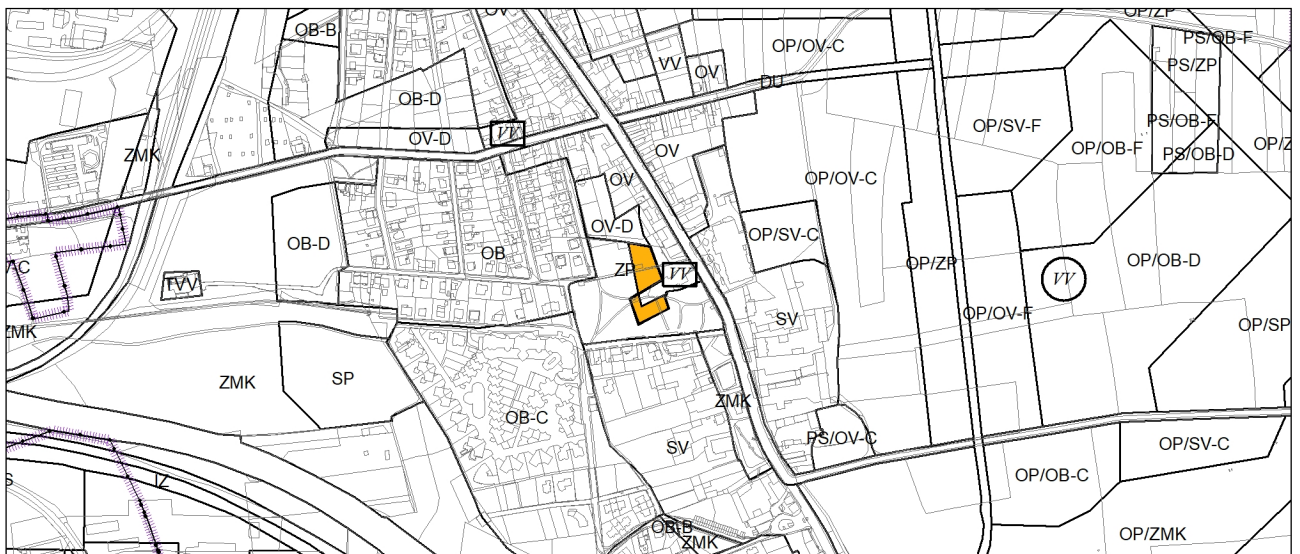 OV
OP/ZP
OB-B
PS/OB-F
OP/OV-C
VV
PS/ZP
OV
DU
OB-D
PS/OB-F
OP/SV-F
VV
OV-D
OP/OB-F
OV
PS/OB-D
ZMK
OP/OV-C
OV
OV-D
OP/SV-C
OB-D
OB
ZP
VV
OP/ZP
OP/OB-D
VV
TVV
OP/OV-F
SV
OP/SP
ZMK
ZMK
SP
ZMK
OB-C
PS/OV-C
SV
OP/SV-C
OP/OB-C
IZ
OB-B
OP/ZMK
ZMK